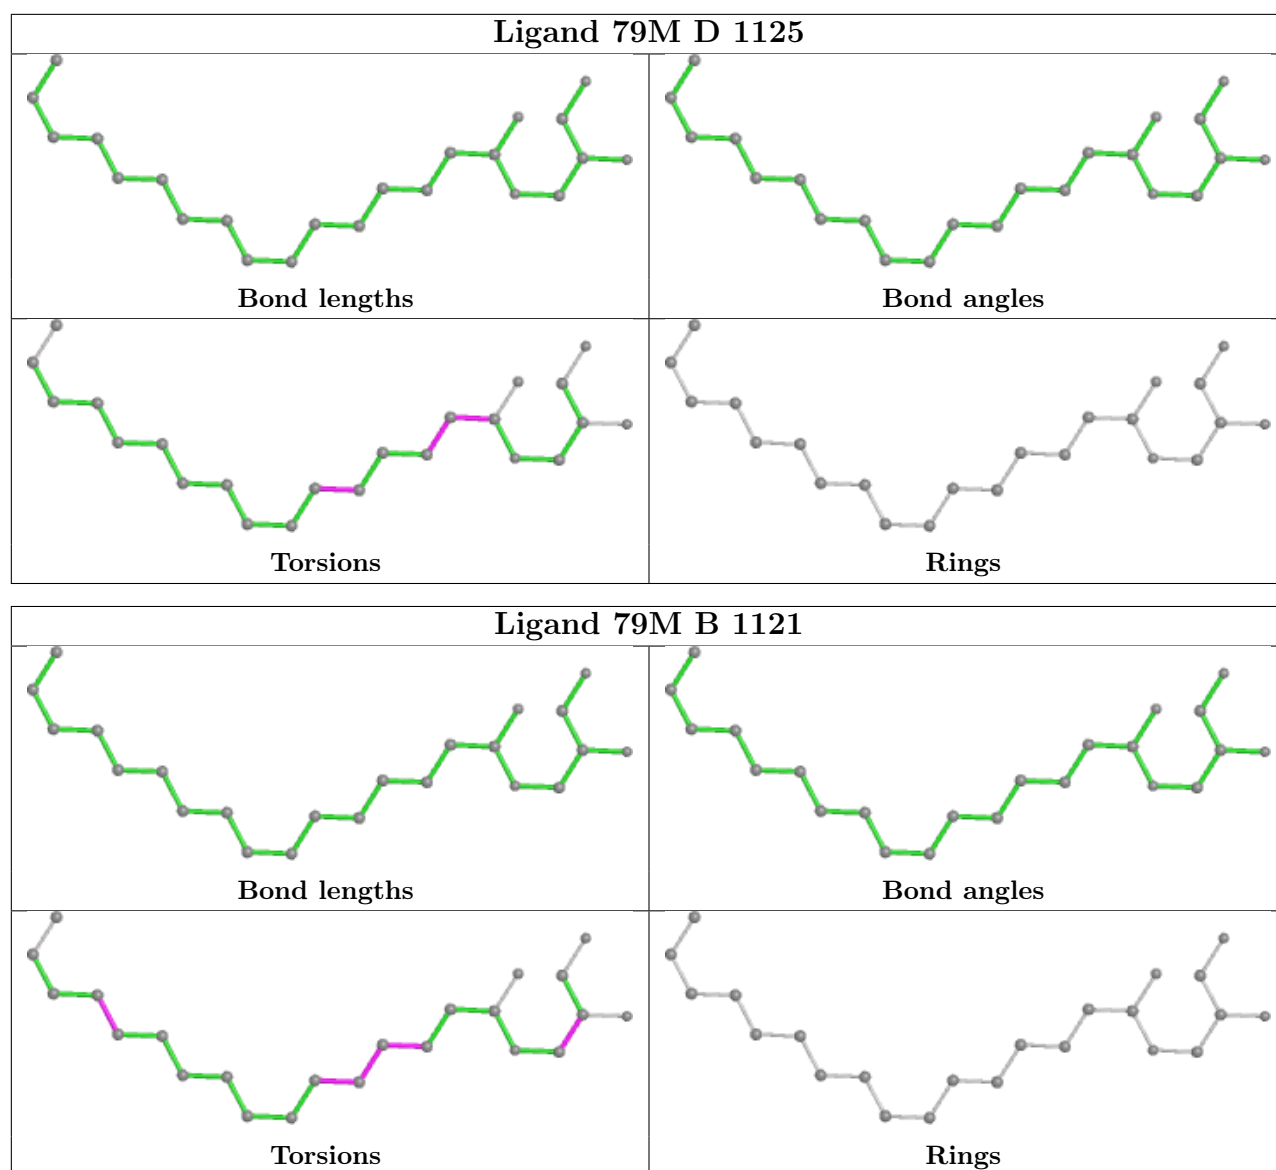 Ligand 79M D 1125
Bond lengths
Bond angles
Torsions
Rings
Ligand 79M B 1121
Bond lengths
Bond angles
Torsions
Rings